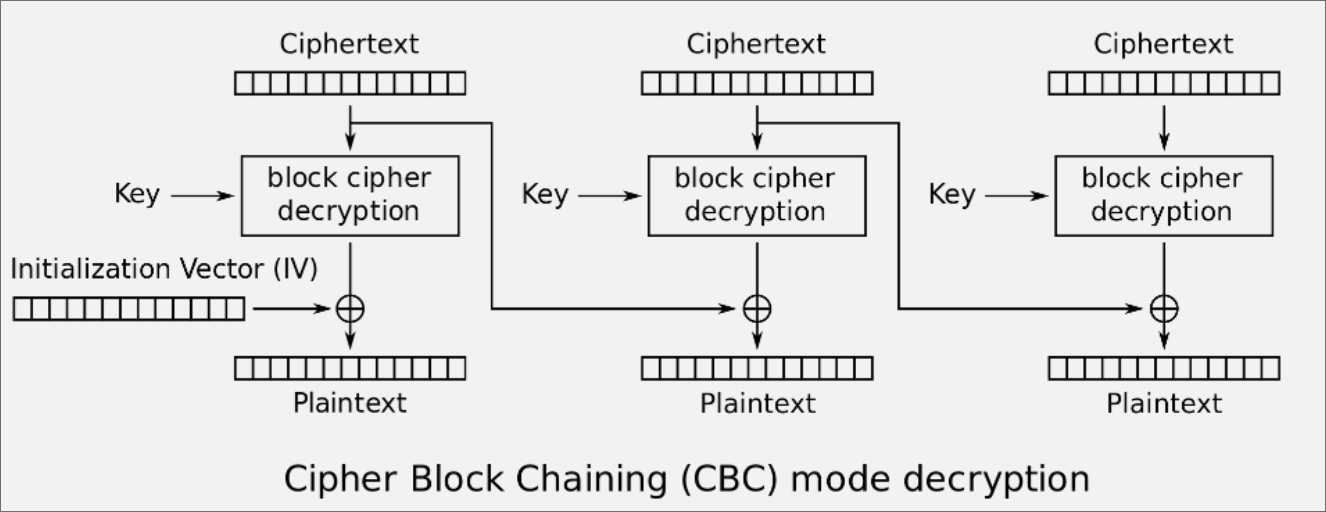 Ciphertext
Ciphertext
Ciphertext
Key
block cipher
decryption
Key
block cipher
decryption
Key
block cipher
decryption
Initialization Vector (IV)
Plaintext
Plaintext
Plaintext
Cipher Block Chaining (CBC) mode decryption